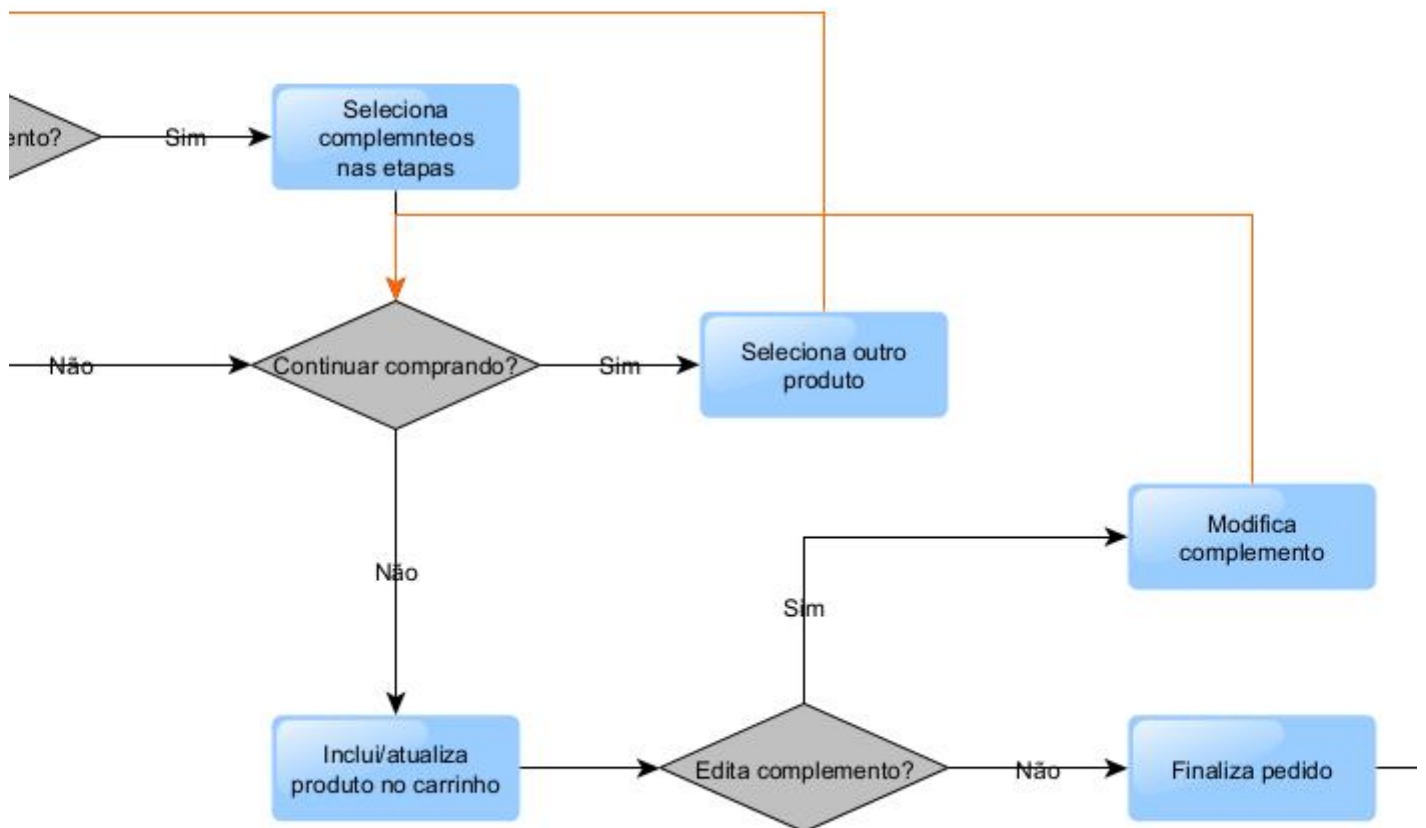 Seleciona
complemnteos
nas etapas
ento?
Sim
Não
Continuar comprando?
Sim
Seleciona outro
produto
Modifica
complemento
Não
Sim
Inclui/atualiza
produto no carrinho
Edita complemento?
Não
Finaliza pedido